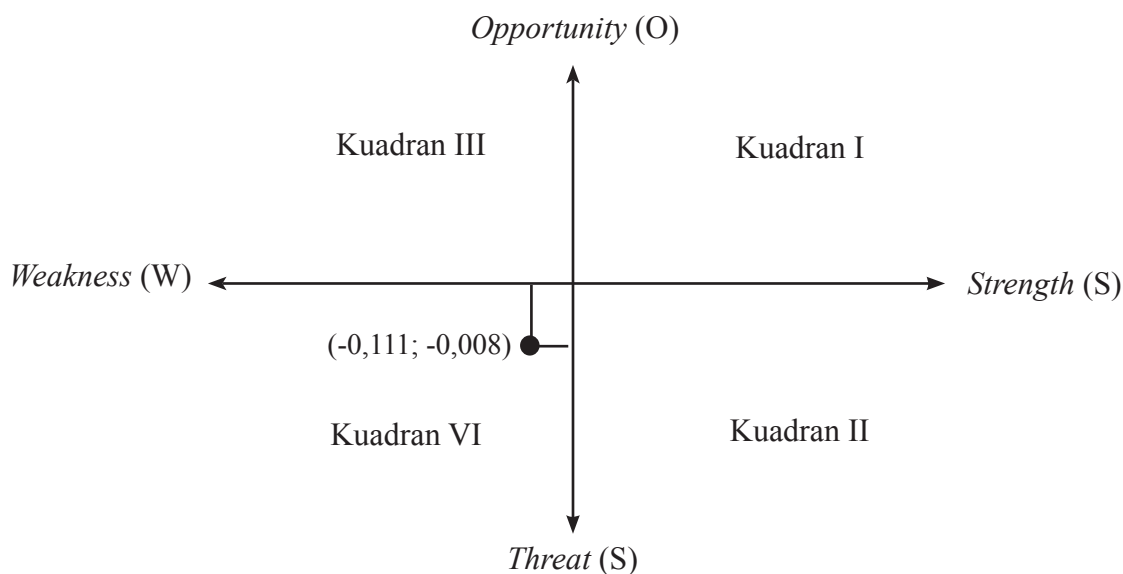 Opportunity (O)
Kuadran III
Kuadran I
Weakness (W)
Strength (S)
(-0,111; -0,008)
Kuadran VI
Kuadran II
Threat (S)